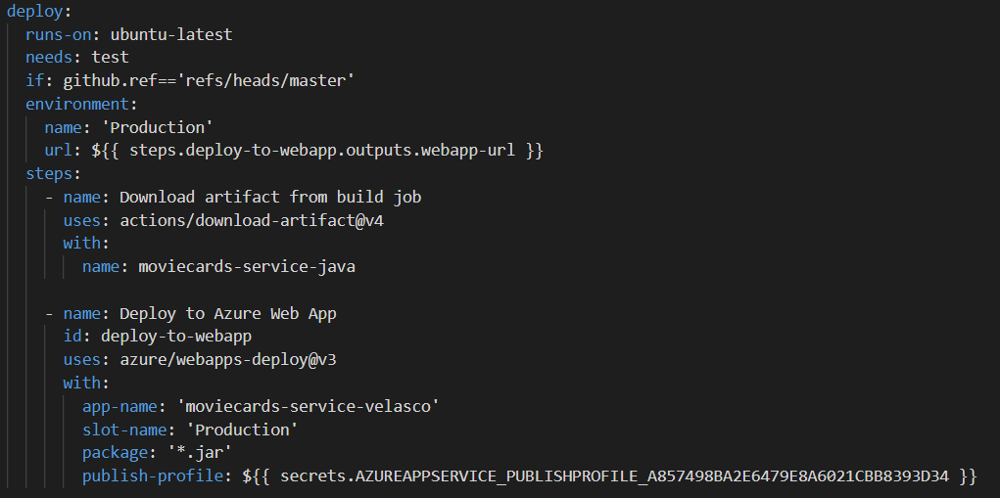 deploy:
  runs-on: ubuntu-latest
  needs: test
  if: github.ref=='refs/heads/master'
  environment:
    name: 'Production'
    url: ${{ steps.deploy-to-webapp.outputs.webapp-url }}
  steps:
    - name: Download artifact from build job
      uses: actions/download-artifact@v4
      with:
        name: moviecards-service-java

    - name: Deploy to Azure Web App
      id: deploy-to-webapp
      uses: azure/webapps-deploy@v3
      with:
        app-name: 'moviecards-service-velasco'
        slot-name: 'Production'
        package: '*.jar'
        publish-profile: ${{ secrets.AZUREAPPSERVICE_PUBLISHPROFILE_A857498BA2E6479E8A6021CBB8393D34 }}